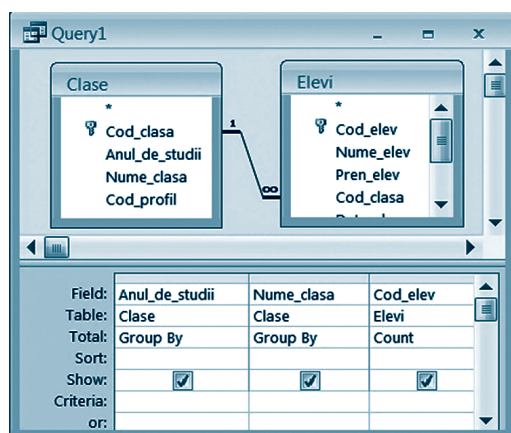 Query1
Clase
*
Cod_clasa
Anul_de_studii
Nume_clasa
Cod_profil
1
∞
Elevi
*
Cod_elev
Nume_elev
Pren_elev
Cod_clasa
Field: Anul_de_studii Nume_clasa Cod_elev
Table: Clase Clase Elevi
Total: Group By Group By Count
Sort:
Show:
Criteria:
or: